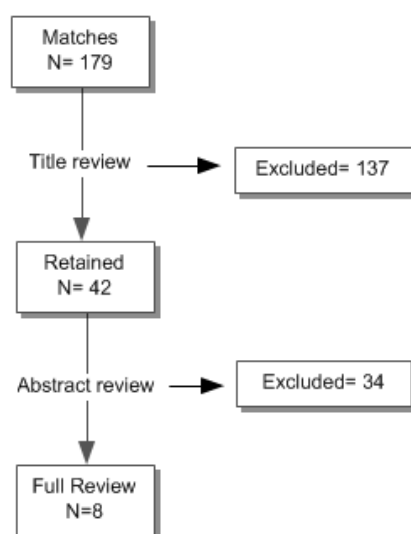 Matches
N= 179
Title review
Excluded= 137
Retained
N= 42
Abstract review
Excluded= 34
Full Review
N=8